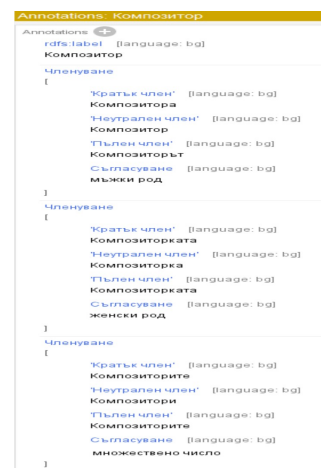 Annotations: Композитор
Annotations
rdfs:label [language: bg]
Композитор
Членуване
[
'Кратък член' [language: bg]
Композитора
'Неутрален член' [language: bg]
Композитор
'Пълен член' [language: bg]
Композиторът
Съгласуване [language: bg]
мъжки род
]
Членуване
[
'Кратък член' [language: bg]
Композиторката
'Неутрален член' [language: bg]
Композиторка
'Пълен член' [language: bg]
Композиторката
Съгласуване [language: bg]
женски род
]
Членуване
[
'Кратък член' [language: bg]
Композиторите
'Неутрален член' [language: bg]
Композитори
'Пълен член' [language: bg]
Композиторите
Съгласуване [language: bg]
множествено число
]